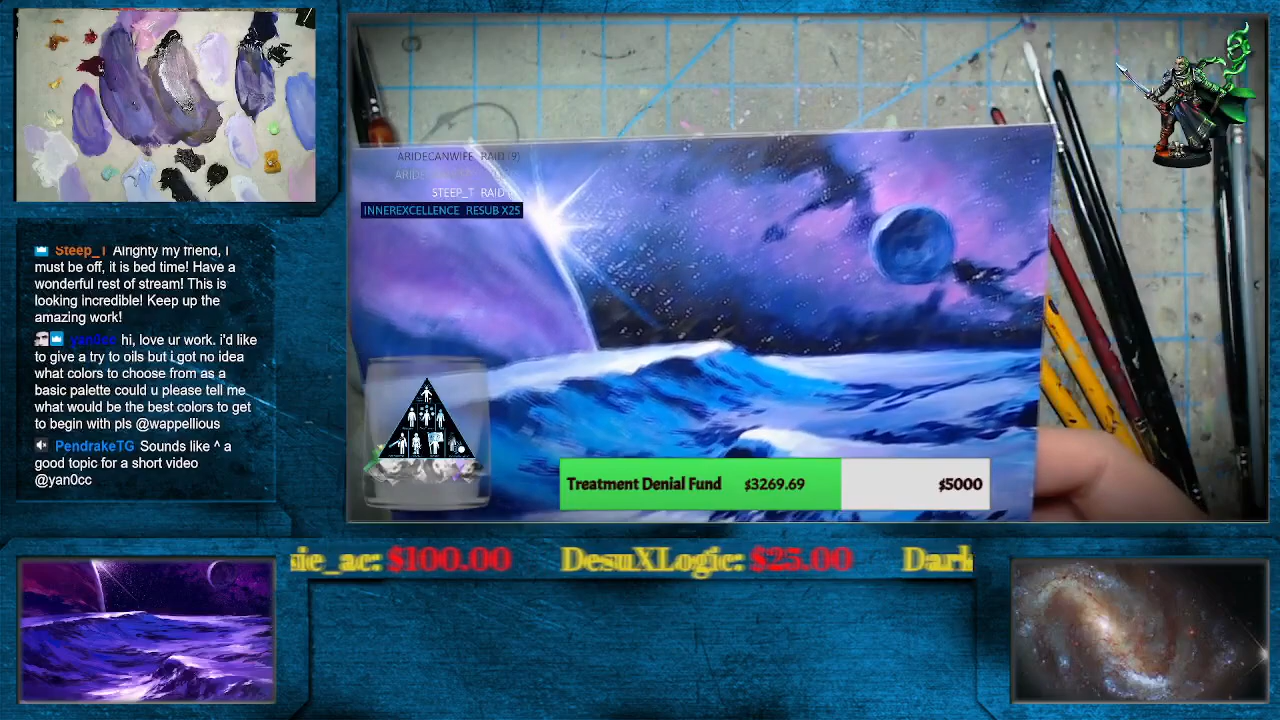 ARIDECANWIFE RAID (9)
STEEP_T RAID
INNEREXCELLENCE RESUB X25
Steep_T Alrighty my friend, I
must be off, it is bed time! Have a
wonderful rest of stream! This is
looking incredible! Keep up the
amazing work!
yan0cc hi, love ur work. i'd like
to give a try to oils but i got no idea
what colors to choose from as a
basic palette could u please tell me
what would be the best colors to get
to begin with pls @wappellious
PendrakeTG Sounds like ^ a
good topic for a short video
@yan0cc
Treatment Denial Fund $3269.69 $5000
sie_ac: $100.00 DesuXLogic: $25.00 Dark